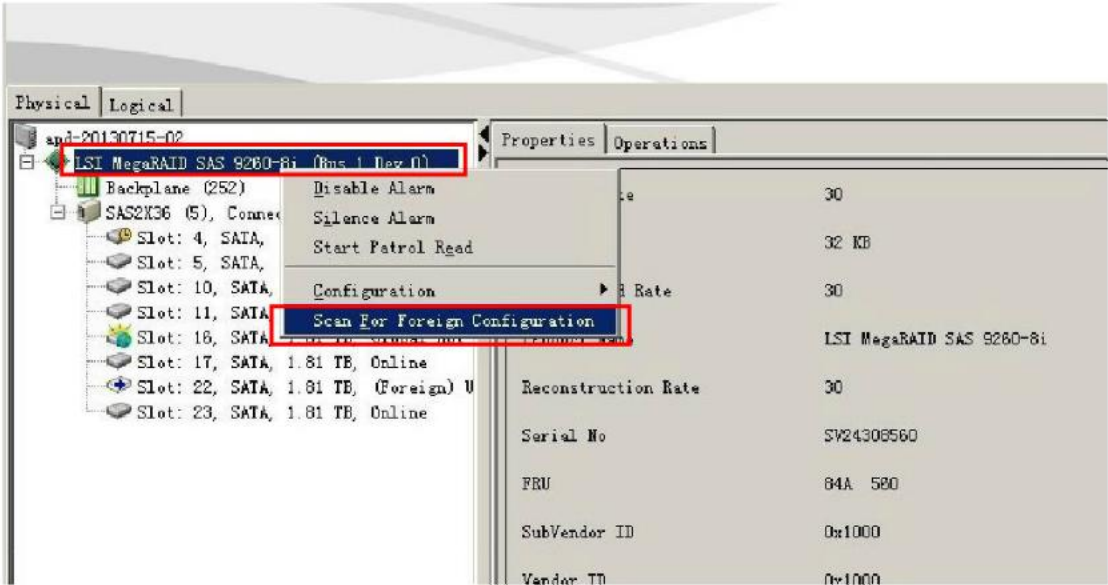 Physical Logical
and-20130715-02
LSI MegaRAID SAS 9260-8i (Bus 1 Dev 0)
Backplane (252)
SAS2X36 (5), Connec
Slot: 4, SATA,
Slot: 5, SATA,
Slot: 10, SATA,
Slot: 11, SATA
Slot: 16, SATA,
Slot: 17, SATA, 1.81 TB, Online
Slot: 22, SATA, 1.81 TB, (Foreign) U
Slot: 23, SATA, 1.81 TB, Online
Disable Alarm
Silence Alarm
Start Patrol Read
Configuration
Scan For Foreign Configuration
Properties Operations
30
32 KB
Rate 30
Product Name LSI MegaRAID SAS 9260-8i
Reconstruction Rate 30
Serial No SV24308560
FRU 84A 580
SubVendor ID 0x1000
Vendor ID 0x1000